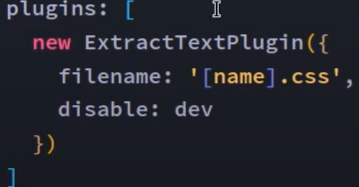 plugins: [
new ExtractTextPlugin({
filename: '[name].css',
disable: dev
})
]